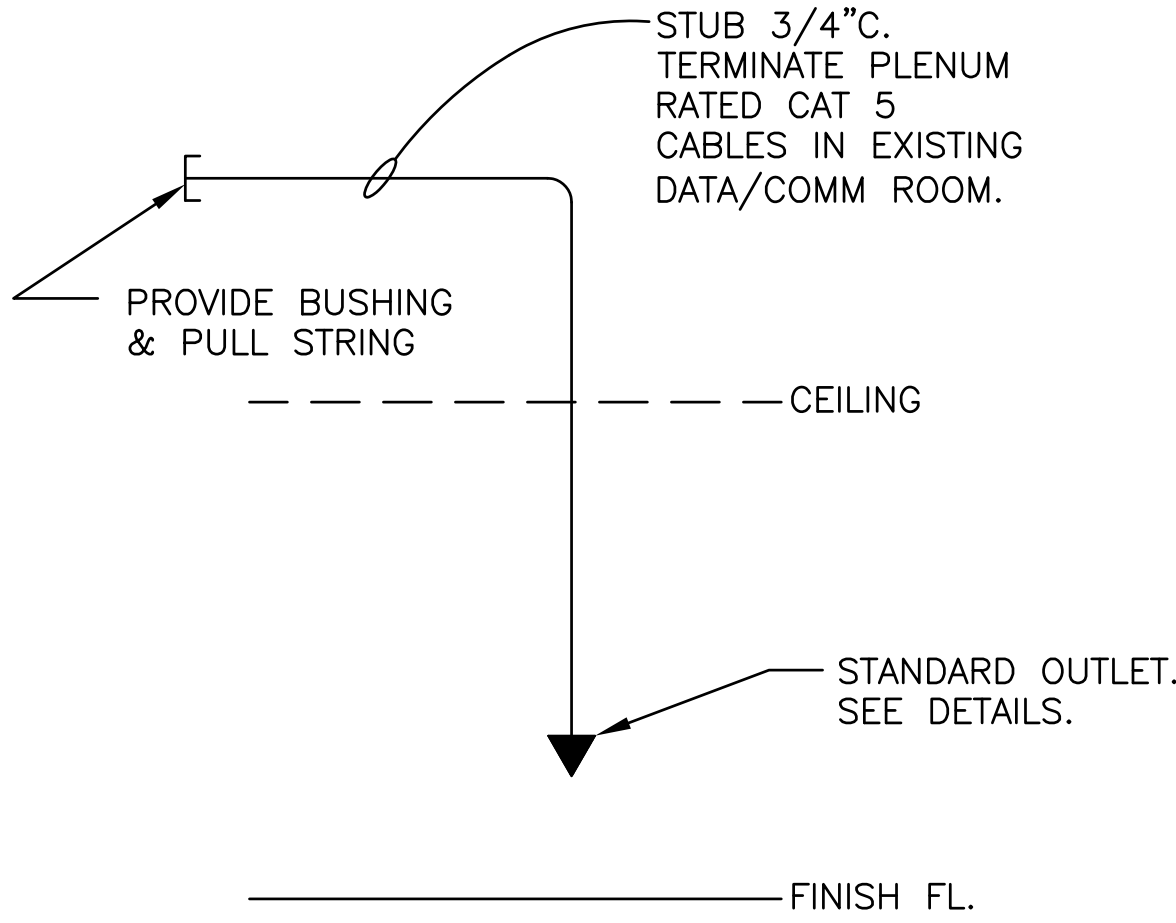 STUB 3/4”C.
TERMINATE PLENUM
RATED CAT 5
CABLES IN EXISTING
DATA/COMM ROOM.
PROVIDE BUSHING
& PULL STRING
CEILING
STANDARD OUTLET.
SEE DETAILS.
FINISH FL.